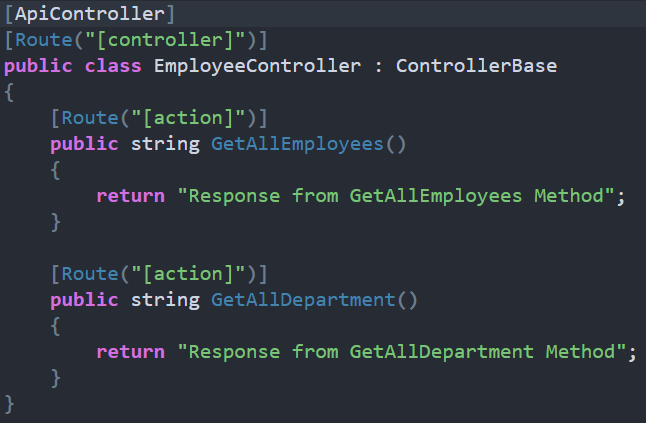 [ApiController]
[Route("[controller]")]
public class EmployeeController : ControllerBase
{
    [Route("[action]")]
    public string GetAllEmployees()
    {
        return "Response from GetAllEmployees Method";
    }

    [Route("[action]")]
    public string GetAllDepartment()
    {
        return "Response from GetAllDepartment Method";
    }
}